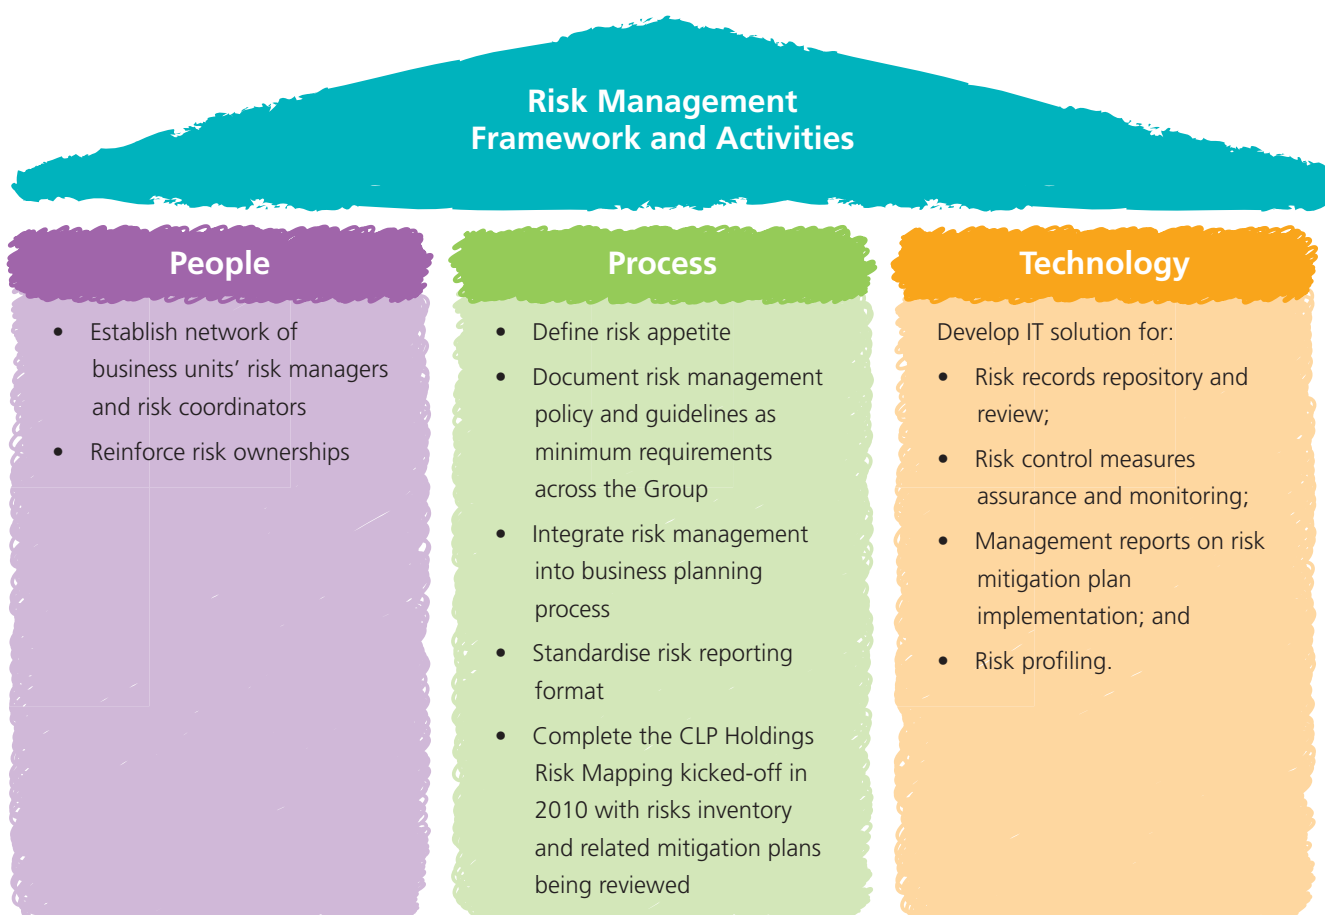 Risk Management
Framework and Activities
People
• Establish network of
business units’ risk managers
and risk coordinators
• Reinforce risk ownerships
Process
• Define risk appetite
• Document risk management
policy and guidelines as
minimum requirements
across the Group
• Integrate risk management
into business planning
process
• Standardise risk reporting
format
• Complete the CLP Holdings
Risk Mapping kicked-off in
2010 with risks inventory
and related mitigation plans
being reviewed
Technology
Develop IT solution for:
• Risk records repository and
review;
• Risk control measures
assurance and monitoring;
• Management reports on risk
mitigation plan
implementation; and
• Risk profiling.